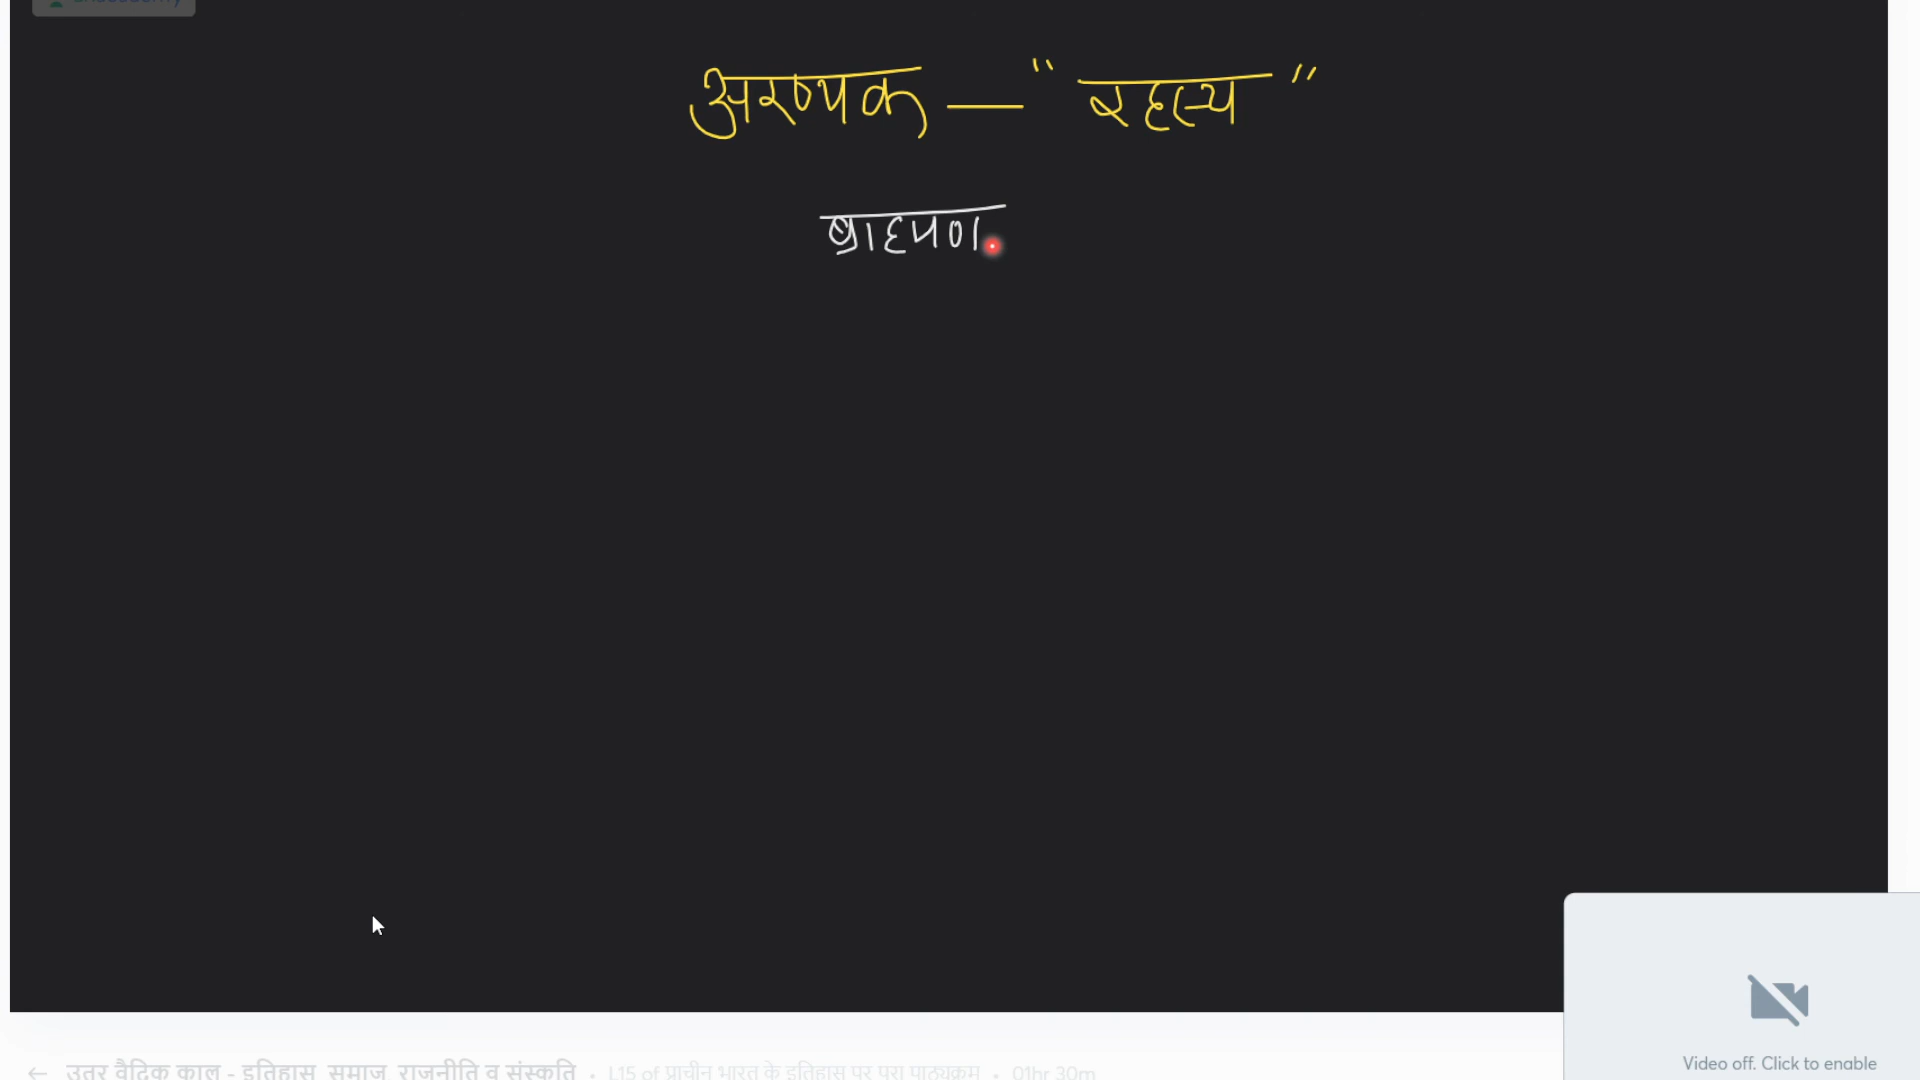 अरण्यक — "रहस्य"
ब्राह्मण
← उत्तर वैदिक काल - इतिहास, समाज, राजनीति व संस्कृति • L15 of प्राचीन भारत के इतिहास पर पूरा पाठ्यक्रम • 01hr 30m
Video off. Click to enable